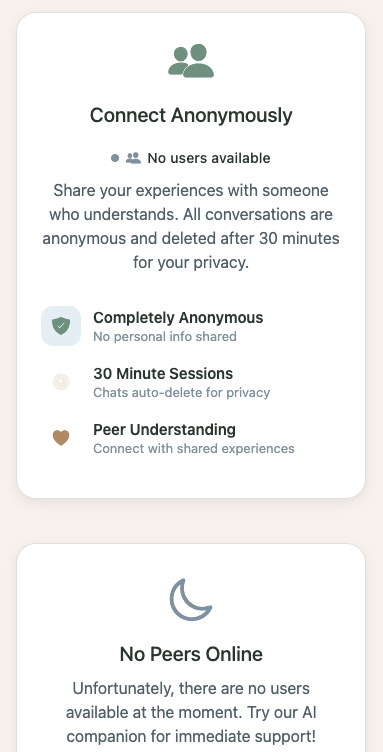 Connect Anonymously
No users available
Share your experiences with someone
who understands. All conversations are
anonymous and deleted after 30 minutes
for your privacy.
Completely Anonymous
No personal info shared
30 Minute Sessions
Chats auto-delete for privacy
Peer Understanding
Connect with shared experiences
No Peers Online
Unfortunately, there are no users
available at the moment. Try our AI
companion for immediate support!